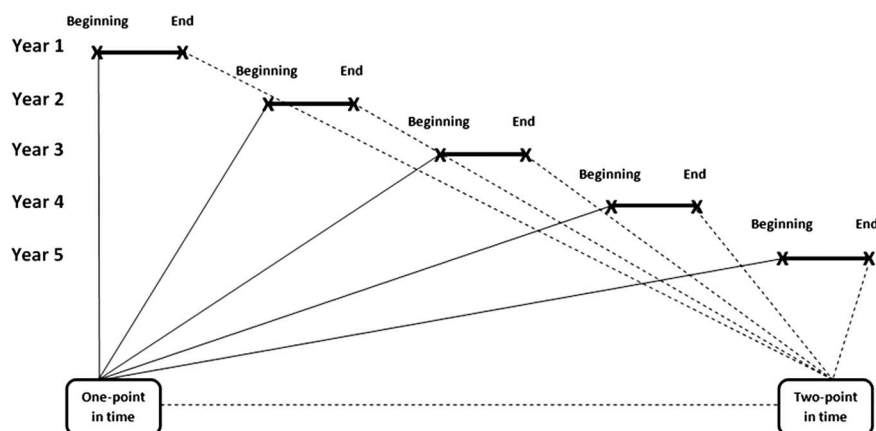 Beginning End
Year 1
Beginning End
Year 2
Beginning End
Year 3
Beginning End
Year 4
Beginning End
Year 5
One-point
in time
Two-point
in time